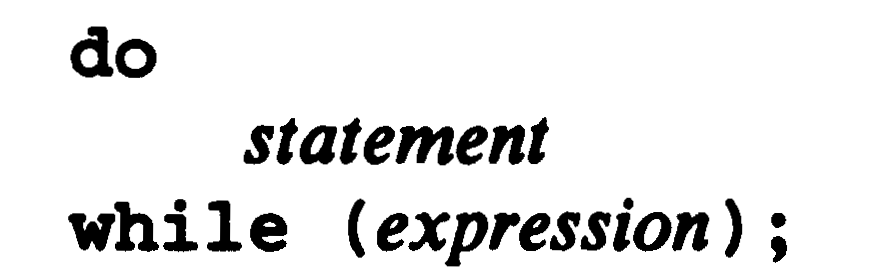 do
    statement
while (expression);